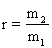 r = m₂ / m₁